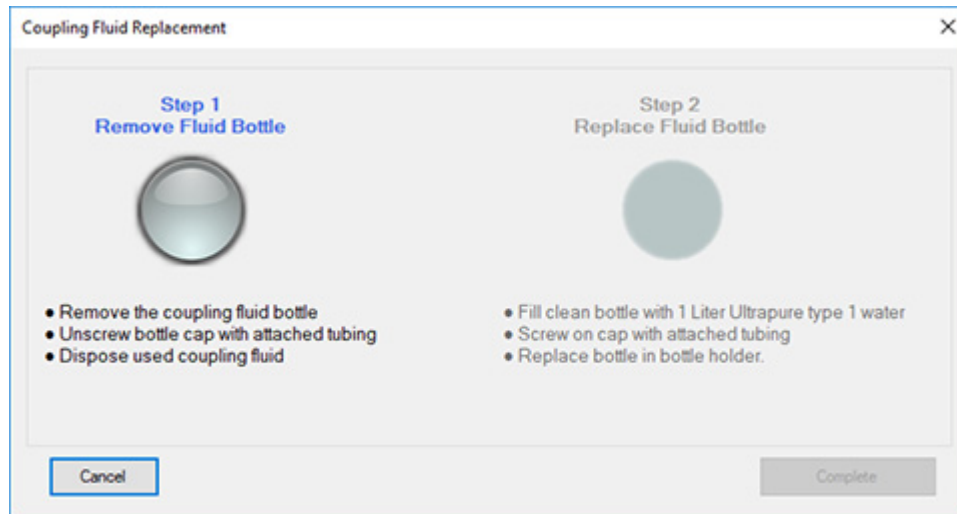 Coupling Fluid Replacement
Step 1
Remove Fluid Bottle
● Remove the coupling fluid bottle
● Unscrew bottle cap with attached tubing
● Dispose used coupling fluid
Step 2
Replace Fluid Bottle
● Fill clean bottle with 1 Liter Ultrapure type 1 water
● Screw on cap with attached tubing
● Replace bottle in bottle holder.
Cancel
Complete